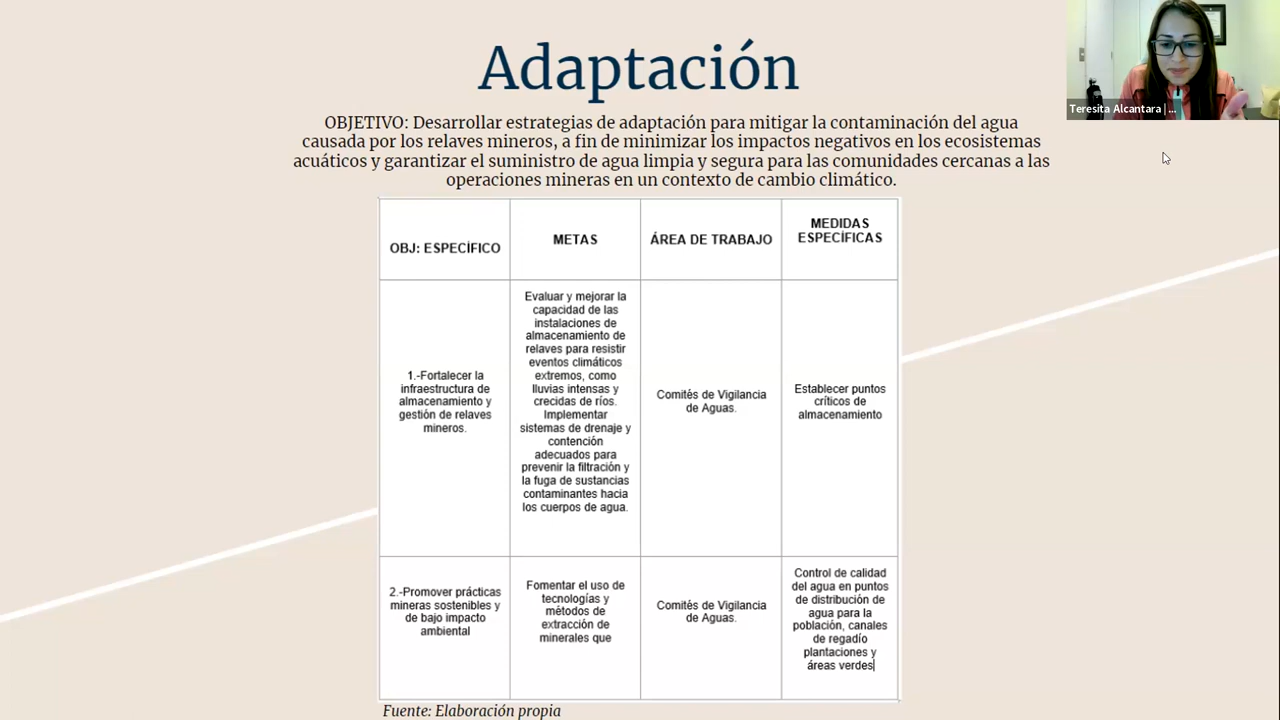 Adaptación
Teresita Alcantara | ...
OBJETIVO: Desarrollar estrategias de adaptación para mitigar la contaminación del agua
causada por los relaves mineros, a fin de minimizar los impactos negativos en los ecosistemas
acuáticos y garantizar el suministro de agua limpia y segura para las comunidades cercanas a las
operaciones mineras en un contexto de cambio climático.
OBJ: ESPECÍFICO
METAS
ÁREA DE TRABAJO
MEDIDAS
ESPECÍFICAS
1.-Fortalecer la
infraestructura de
almacenamiento y
gestión de relaves
mineros.
Evaluar y mejorar la
capacidad de las
instalaciones de
almacenamiento de
relaves para resistir
eventos climáticos
extremos, como
lluvias intensas y
crecidas de ríos.
Implementar
sistemas de drenaje y
contención
adecuados para
prevenir la filtración y
la fuga de sustancias
contaminantes hacia
los cuerpos de agua.
Comités de Vigilancia
de Aguas.
Establecer puntos
críticos de
almacenamiento
2.-Promover prácticas
mineras sostenibles y
de bajo impacto
ambiental
Fomentar el uso de
tecnologías y
métodos de
extracción de
minerales que
Comités de Vigilancia
de Aguas.
Control de calidad
del agua en puntos
de distribución de
agua para la
población, canales
de regadío
plantaciones y
áreas verdes
Fuente: Elaboración propia